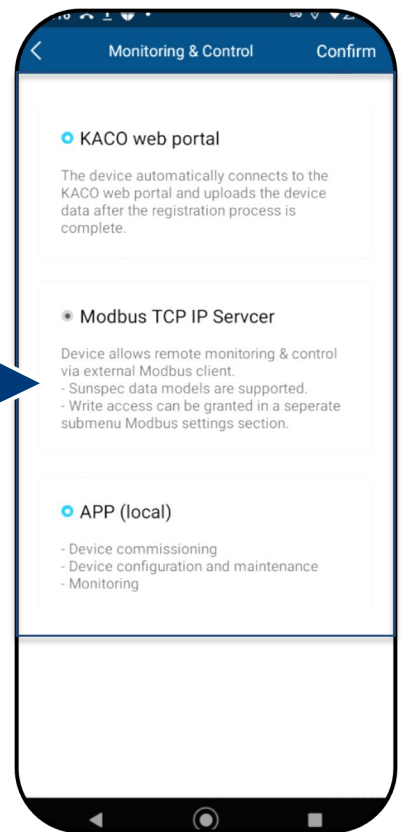 Monitoring & Control
Confirm
KACO web portal
The device automatically connects to the
KACO web portal and uploads the device
data after the registration process is
complete.
Modbus TCP IP Servcer
Device allows remote monitoring & control
via external Modbus client.
- Sunspec data models are supported.
- Write access can be granted in a seperate
submenu Modbus settings section.
APP (local)
- Device commissioning
- Device configuration and maintenance
- Monitoring